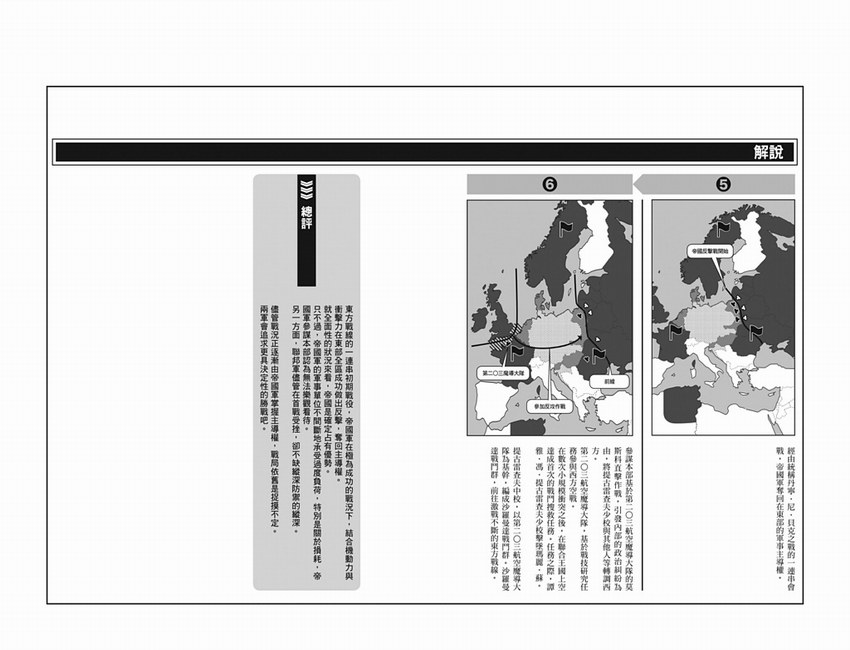 解說
❺
帝國反擊戰開始
經由統稱丹寧・尼・貝克之戰的一連串會
戰,帝國軍奪回在東部的軍事主導權。
❻
第二〇三魔導大隊
參加反攻作戰
前線
參謀本部基於第二〇三航空魔導大隊的莫
斯科直擊作戰,引發內部的政治糾紛為
由,將提古雷查夫少校與其他人等轉調西
方。
第二〇三航空魔導大隊,基於戰技研究任
務參與西方空戰。
在數次小規模衝突之後,在聯合王國上空
達成首次的戰鬥搜救任務,任務之際,譚
雅・馮・提古雷查夫少校擊墜瑪麗・蘇。
提古雷查夫中校,以第二〇三航空魔導大
隊為基幹,編成沙羅曼達戰鬥群,沙羅曼
達戰鬥群,前往激戰不斷的東方戰線。
總評
東方戰線的一連串初期戰役,帝國軍在極為成功的戰況下,結合機動力與
衝擊力在東部全區成功做出反擊,奪回主導權。
就全面性的狀況來看,帝國是確定占有優勢。
只不過,帝國軍的軍事單位不間斷地承受過度負荷,特別是關於損耗,帝
國軍參謀本部認為無法樂觀看待。
另一方面,聯邦軍儘管在首戰受挫,卻不缺縱深防禦的縱深。
儘管戰況正逐漸由帝國軍掌握主導權,戰局依舊是捉摸不定。
兩軍會追求更具決定性的勝戰吧。